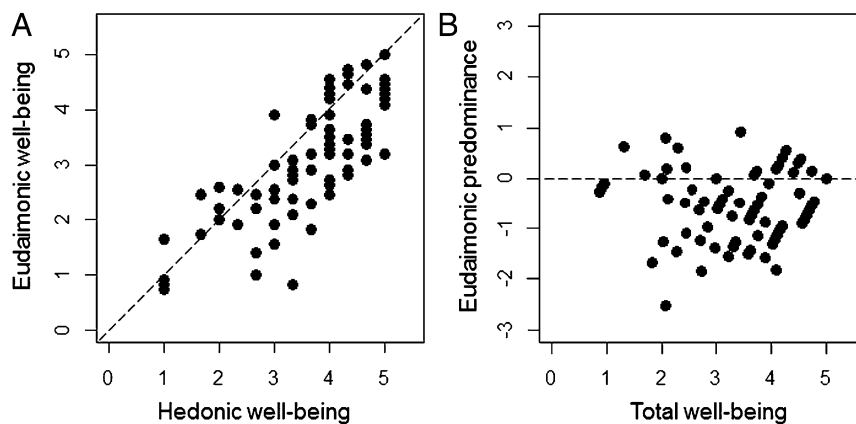 A
Eudaimonic well-being
5
4
3
2
1
0
0 1 2 3 4 5
Hedonic well-being
B
Eudaimonic predominance
3
2
1
0
-1
-2
-3
0 1 2 3 4 5
Total well-being